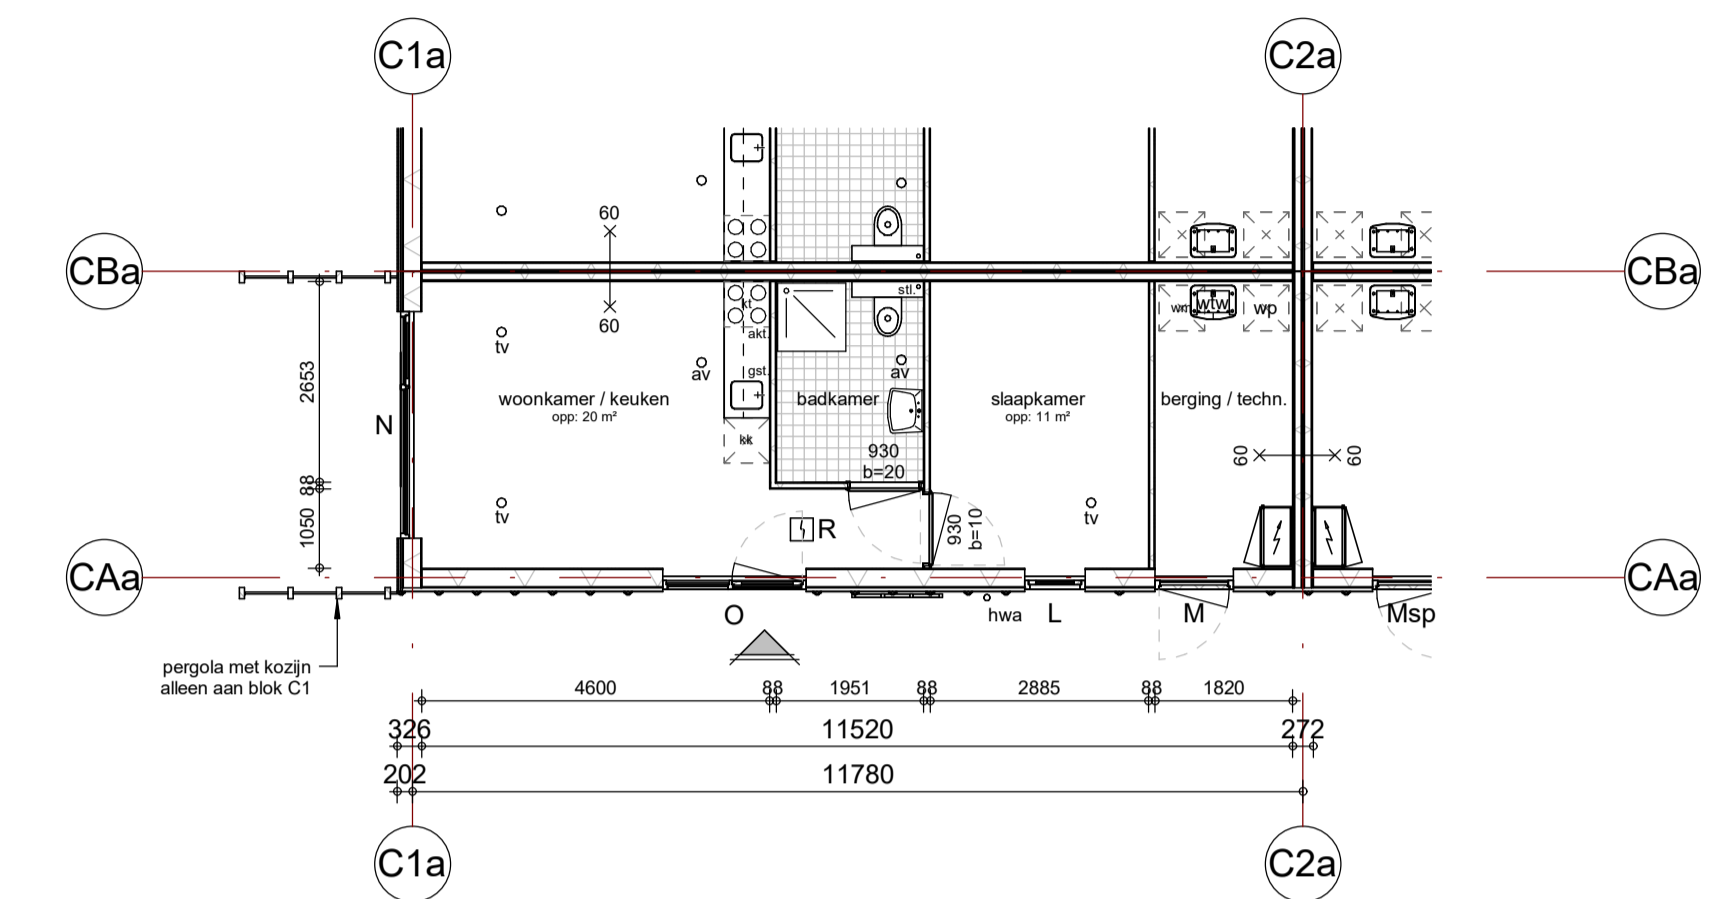 C1a
C2a
CBa
CBa
60
60
kt
akt.
gst.
kk
stl.
wm
wtw
wp
tv
av
av
woonkamer / keuken
opp: 20 m²
badkamer
slaapkamer
opp: 11 m²
berging / techn.
N
2653
88
1050
930
b=20
930
b=10
60
60
tv
R
tv
CAa
CAa
O
hwa
L
M
Msp
pergola met kozijn
alleen aan blok C1
4600
88
1951
88
2885
88
1820
326
11520
272
202
11780
C1a
C2a